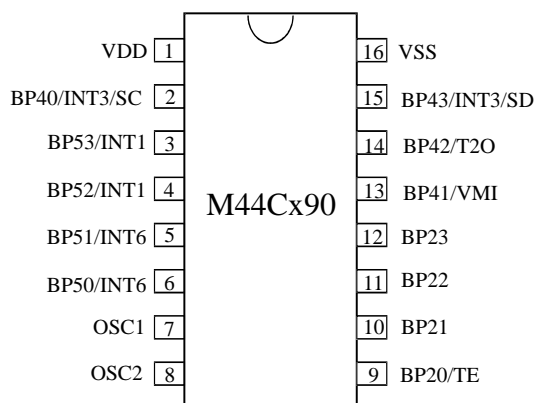 VDD 1 16 VSS
BP40/INT3/SC 2 15 BP43/INT3/SD
BP53/INT1 3 14 BP42/T2O
BP52/INT1 4 13 BP41/VMI
M44Cx90
BP51/INT6 5 12 BP23
BP50/INT6 6 11 BP22
OSC1 7 10 BP21
OSC2 8 9 BP20/TE